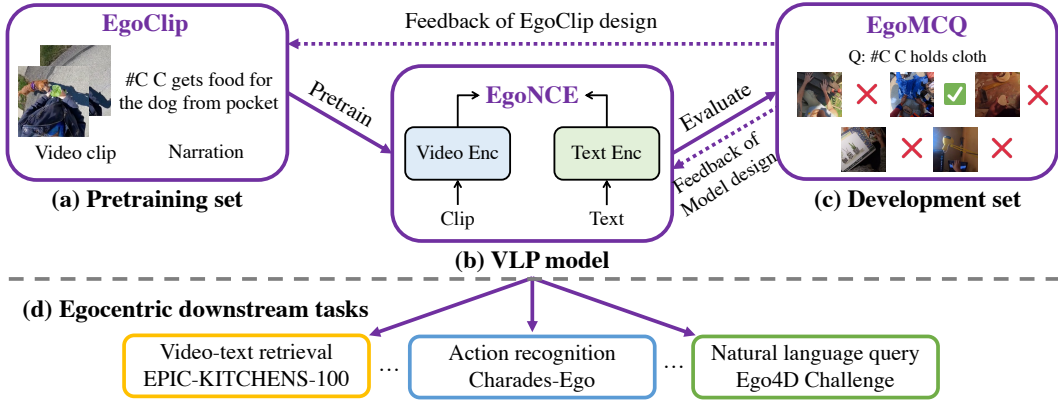 Feedback of EgoClip design
EgoClip
#C C gets food for
the dog from pocket
Video clip
Narration
(a) Pretraining set
Pretrain
EgoNCE
Video Enc
Text Enc
Clip
Text
(b) VLP model
Evaluate
Feedback of
Model design
EgoMCQ
Q: #C C holds cloth
(c) Development set
(d) Egocentric downstream tasks
Video-text retrieval
EPIC-KITCHENS-100
...
Action recognition
Charades-Ego
...
Natural language query
Ego4D Challenge